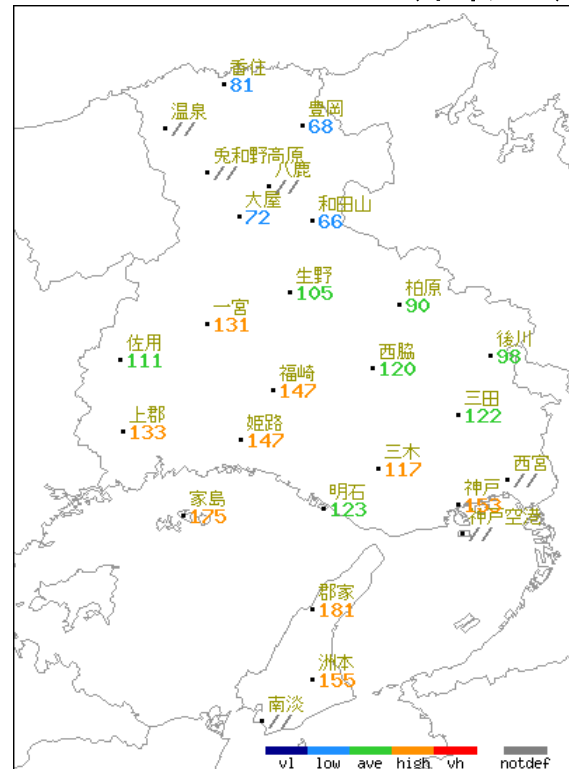 香住
81
温泉
豊岡
68
兎和野高原
八鹿
大屋
72
和田山
66
生野
105
柏原
90
一宮
131
佐用
111
西脇
120
後川
98
福崎
147
三田
122
上郡
133
姫路
147
三木
117
西宮
神戸
153
家島
175
明石
123
神戸空港
郡家
181
洲本
155
南淡
vl low ave high vh notdef